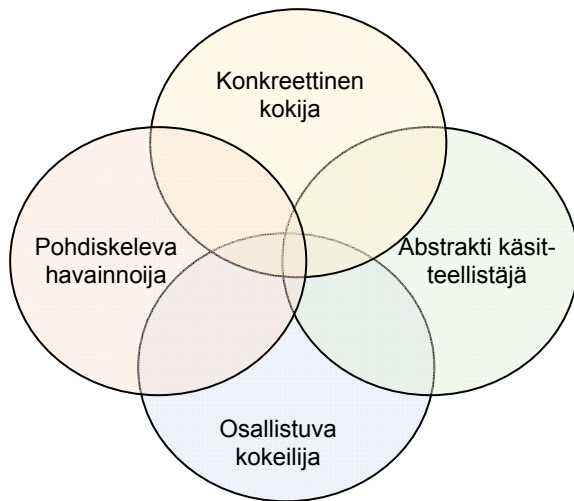 Konkreettinen
kokija
Pohdiskeleva
havainnoija
Abstrakti käsit-
teellistäjä
Osallistuva
kokeilija